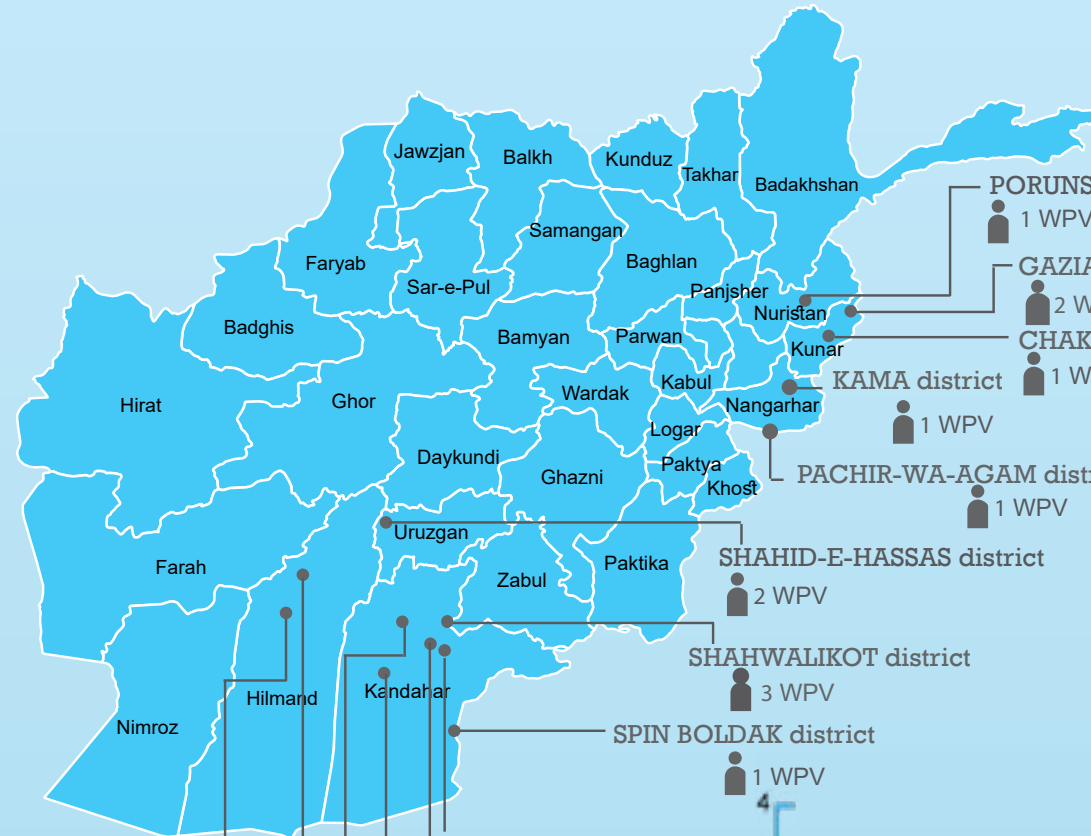 Jawzjan
Balkh
Kunduz
Takhar
Badakhshan
PORUNS
1 WPV
Samangan
Faryab
Baghlan
GAZIA
Sar-e-Pul
Panjsher
2 W
Nuristan
Badghis
Bamyan
Parwan
CHAK
Kunar
1 W
Kabul
KAMA district
Wardak
Hirat
Ghor
Nangarhar
1 WPV
Logar
Daykundi
Paktya
Ghazni
PACHIR-WA-AGAM distri
Khost
1 WPV
Uruzgan
SHAHID-E-HASSAS district
Farah
Paktika
Zabul
2 WPV
SHAHWALIKOT district
Hilmand
Kandahar
3 WPV
Nimroz
SPIN BOLDAK district
1 WPV
4